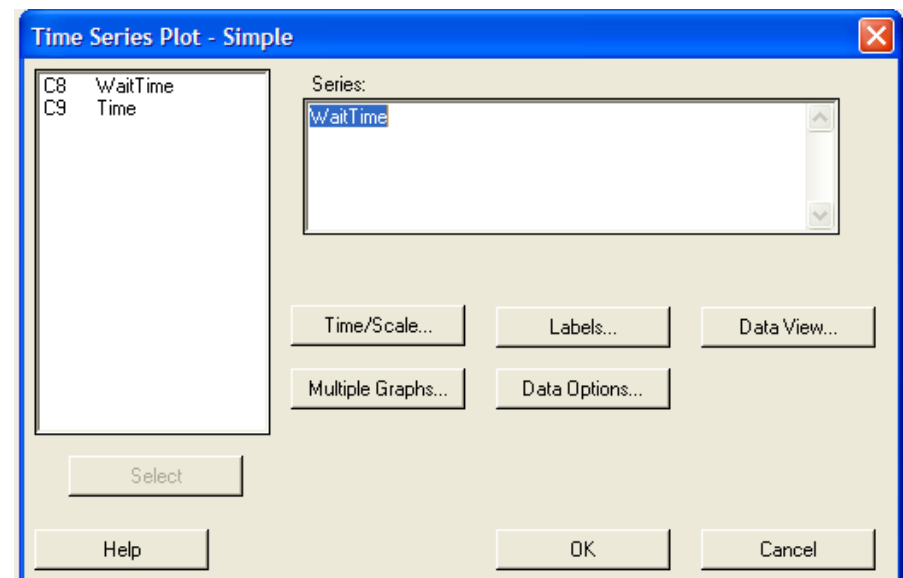 Time Series Plot - Simple
C8 WaitTime
C9 Time
Series:
WaitTime
Time/Scale...
Labels...
Data View...
Multiple Graphs...
Data Options...
Select
Help
OK
Cancel